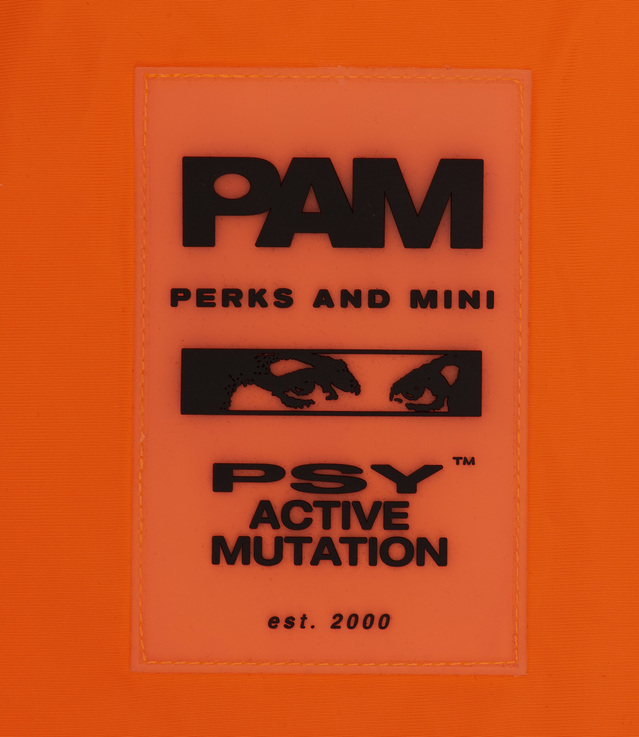 PAM
PERKS AND MINI
PSY™
ACTIVE
MUTATION
est. 2000